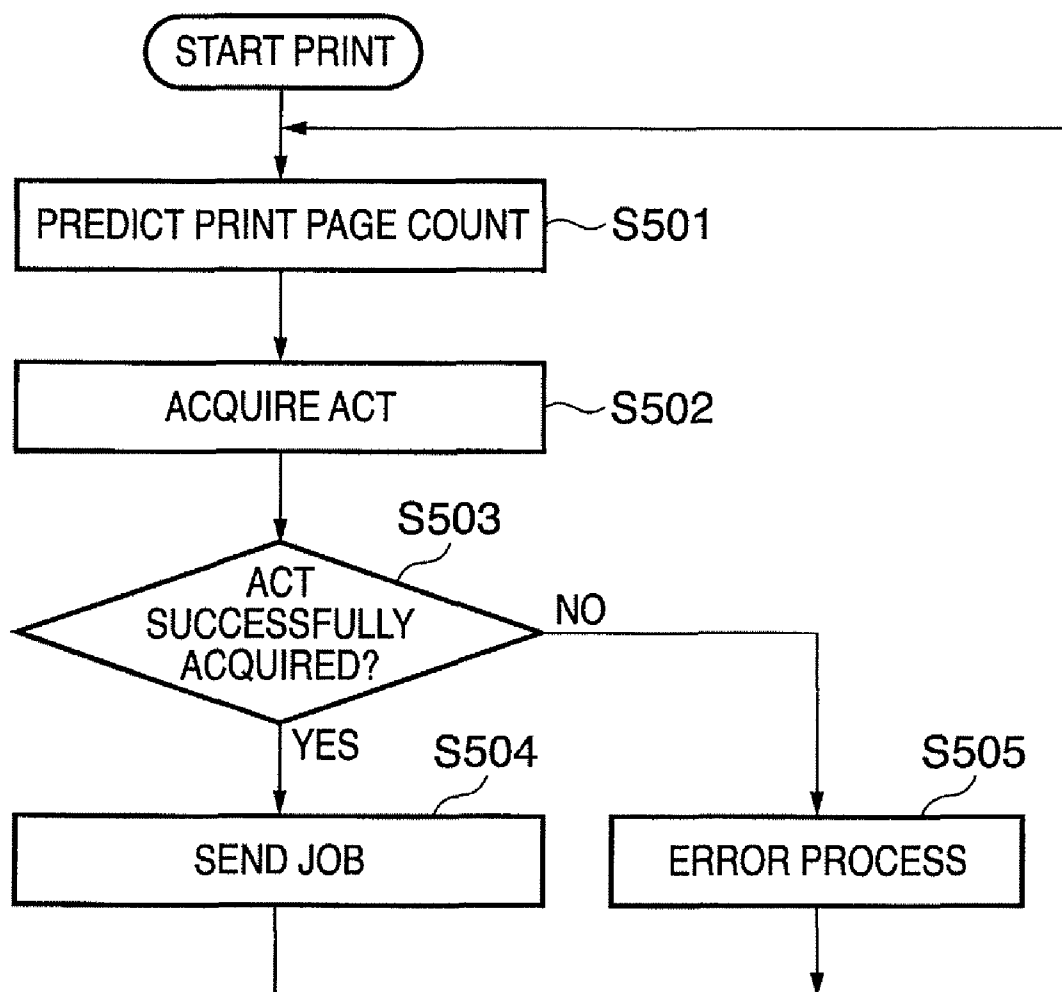 START PRINT
PREDICT PRINT PAGE COUNT
S501
ACQUIRE ACT
S502
S503
ACT
SUCCESSFULLY
ACQUIRED?
NO
YES
S504
S505
SEND JOB
ERROR PROCESS